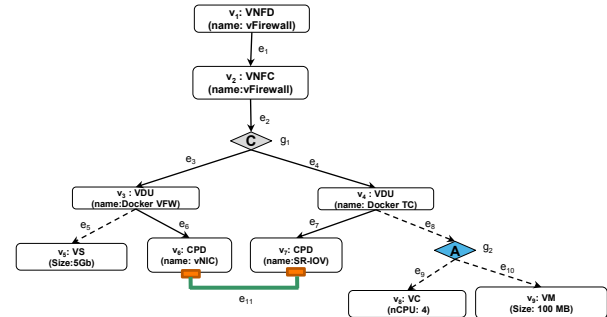 v1: VNFD
(name: vFirewall)
e1
v2 : VNFC
(name:vFirewall)
e2
C
g1
e3
e4
v3 : VDU
(name:Docker VFW)
v4 : VDU
(name: Docker TC)
e5
e6
e7
e8
v5: VS
(Size:5Gb)
v6: CPD
(name: vNIC)
v7: CPD
(name:SR-IOV)
A
g2
e9
e10
e11
v8: VC
(nCPU: 4)
v9: VM
(Size: 100 MB)